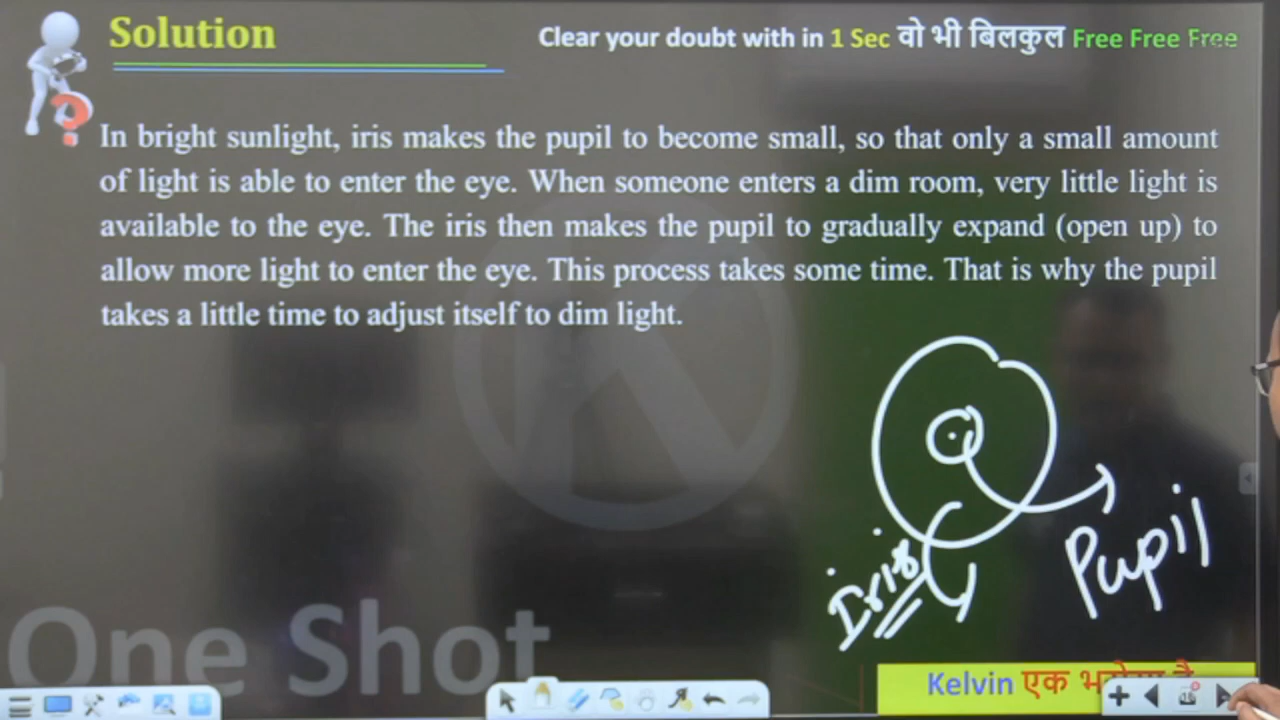 Solution
Clear your doubt with in 1 Sec वो भी बिलकुल Free Free Free
In bright sunlight, iris makes the pupil to become small, so that only a small amount
of light is able to enter the eye. When someone enters a dim room, very little light is
available to the eye. The iris then makes the pupil to gradually expand (open up) to
allow more light to enter the eye. This process takes some time. That is why the pupil
takes a little time to adjust itself to dim light.
Pupil
Iris
One Shot
Kelvin एक